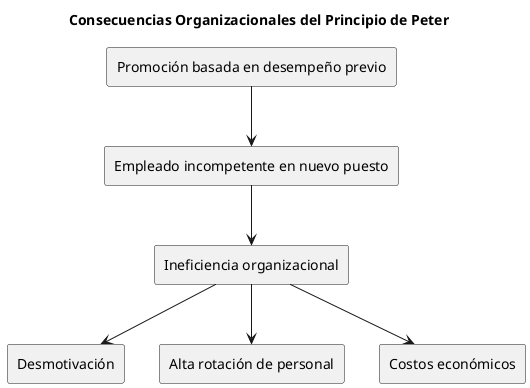 Consecuencias Organizacionales del Principio de Peter
Promoción basada en desempeño previo
Empleado incompetente en nuevo puesto
Ineficiencia organizacional
Desmotivación
Alta rotación de personal
Costos económicos